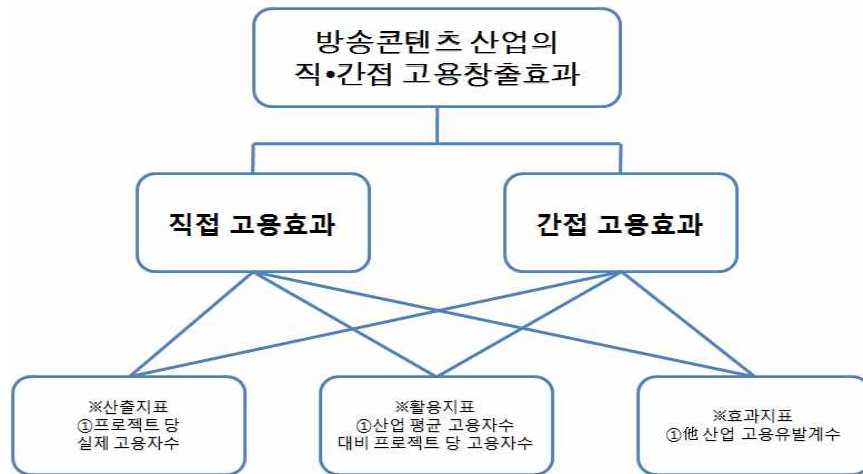 방송콘텐츠 산업의
직•간접 고용창출효과
직접 고용효과
간접 고용효과
※산출지표
①프로젝트 당
실제 고용자수
※활용지표
①산업 평균 고용자수
대비 프로젝트 당 고용자수
※효과지표
①他 산업 고용유발계수